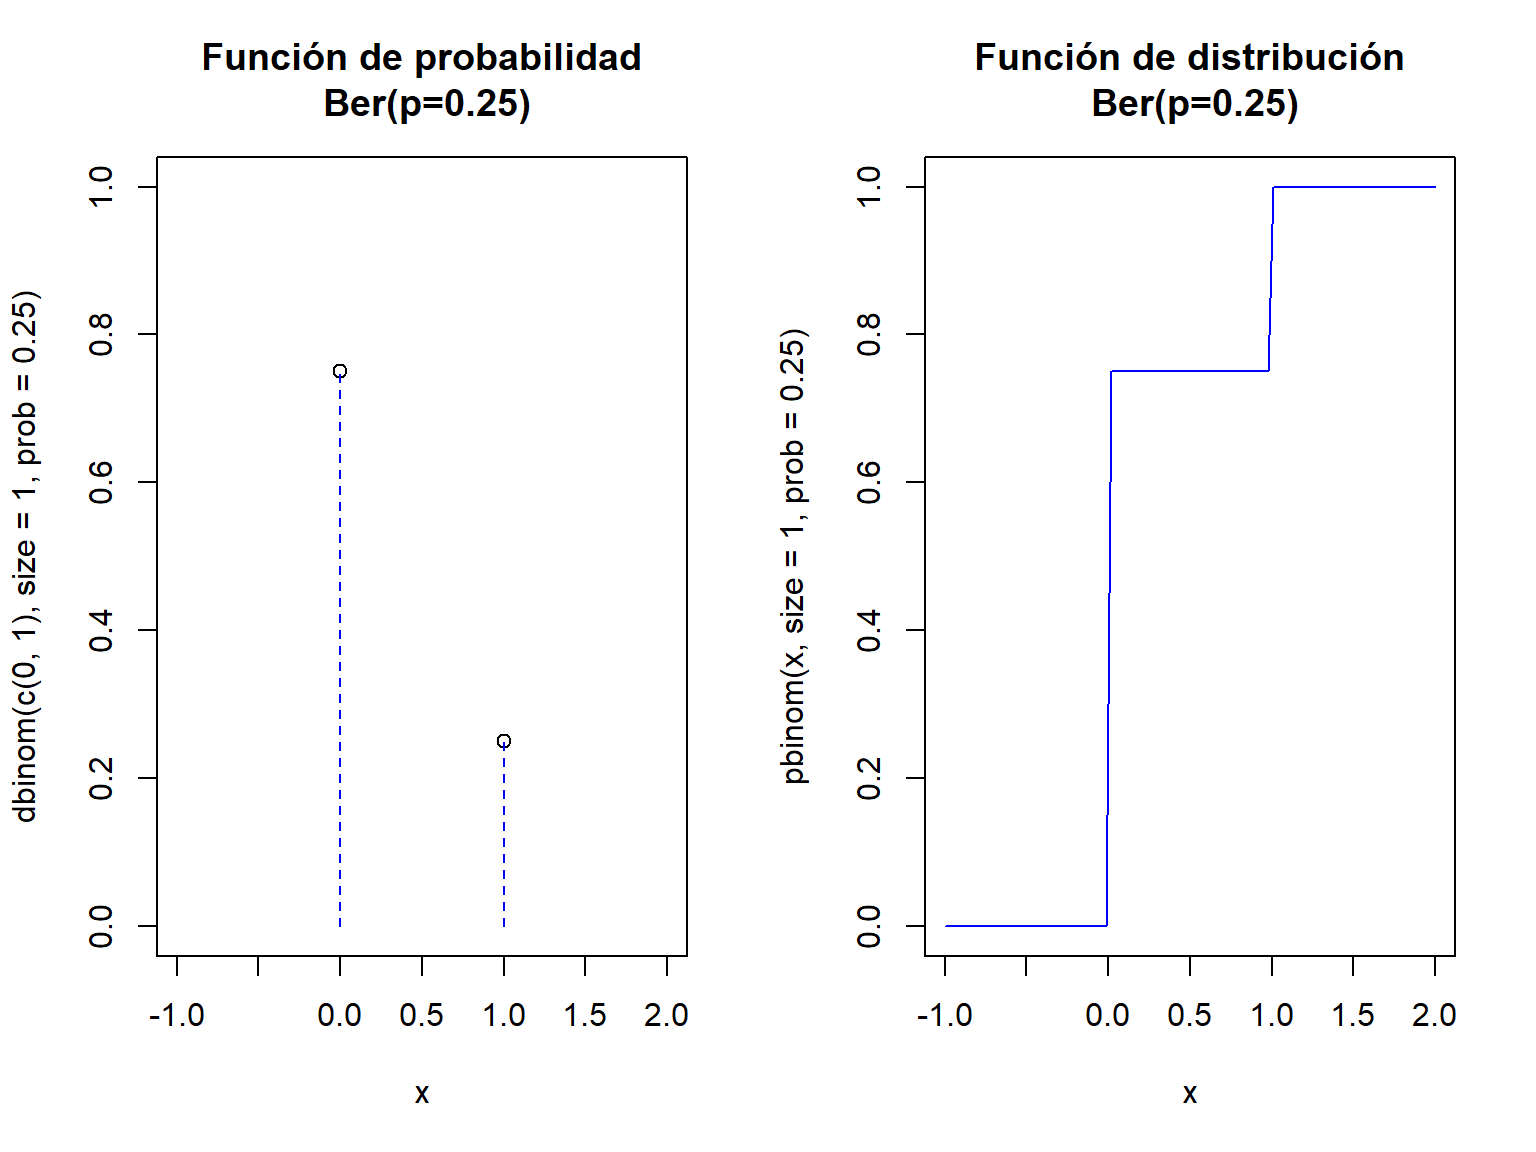 Función de probabilidad
Ber(p=0.25)
dbinom(c(0, 1), size = 1, prob = 0.25)
1.0
0.8
0.6
0.4
0.2
0.0
-1.0 0.0 0.5 1.0 1.5 2.0
x
Función de distribución
Ber(p=0.25)
pbinom(x, size = 1, prob = 0.25)
1.0
0.8
0.6
0.4
0.2
0.0
-1.0 0.0 0.5 1.0 1.5 2.0
x